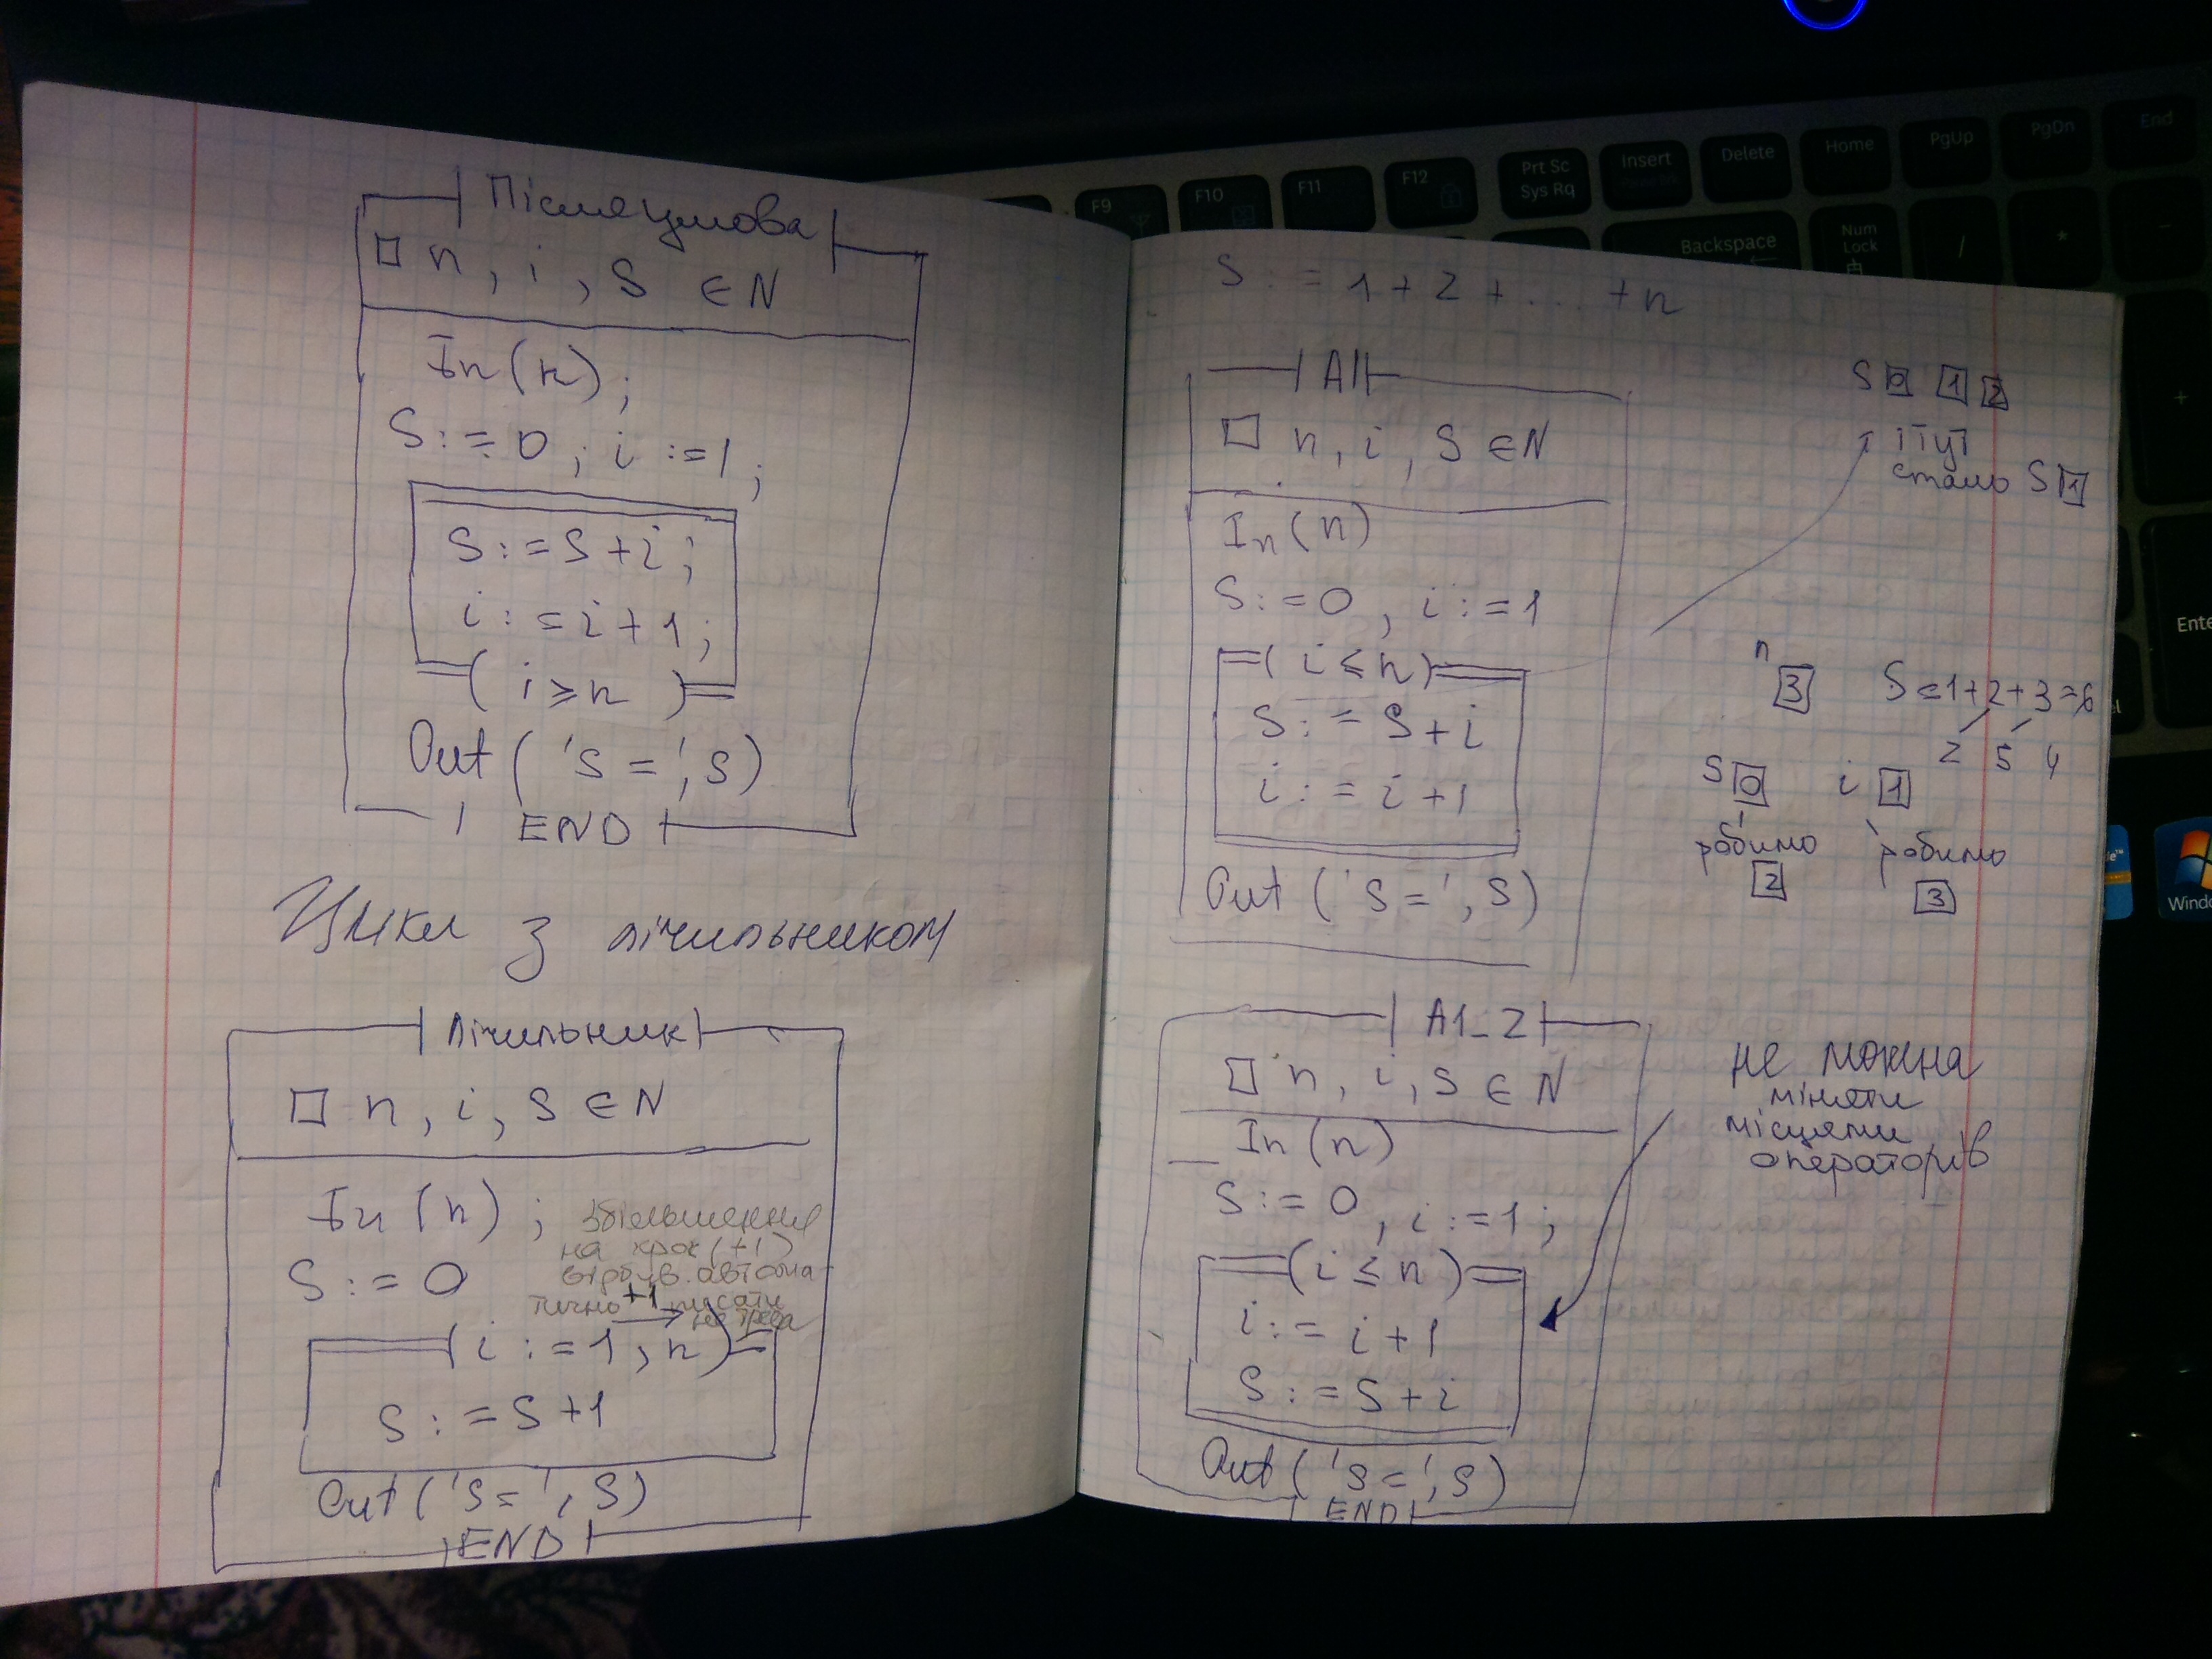 Післяумова
□ n, i, S ∈ N
In(n);
S:=0; i:=1;
S:=S+i;
i:=i+1;
(i≥n)
Out('S=',S)
END
Цикл з лічильником
Лічильник
□ n, i, S ∈ N
In(n);
збільшення
на крок (+1)
S:=0
автома-
тично +1 писати
не треба
(i:=1,n)
S:=S+1
Out('S=',S)
END
S:=1+2+...+n
A1
□ n, i, S ∈ N
In(n)
S:=0, i:=1
(i≤n)
S:=S+i
i:=i+1
Out('S=',S)
S 0 1 2
тут
стало S 1
n
3
S=1+2+3=6
2 5 4
S 0 i 1
робимо робимо
2 3
A1_2
□ n, i, S ∈ N
In(n)
S:=0, i:=1;
(i≤n)
i:=i+1
S:=S+i
Out('S=',S)
END
не можна
міняти
місцями
операторів
F9
F10
F11
F12
Prt Sc
Sys Rq
Insert
Delete
Home
PgUp
PgDn
End
Backspace
Num
Lock
/
*
-
+
Ente
Windo